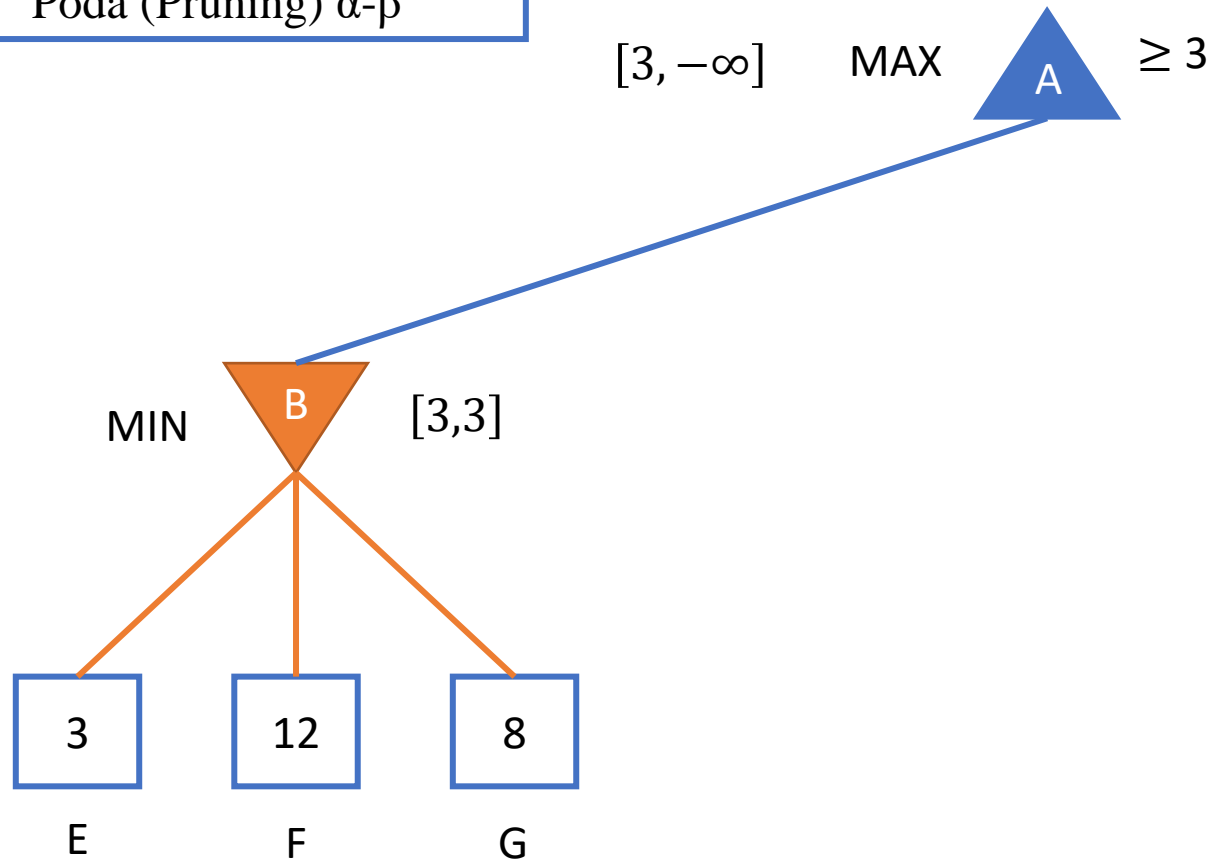 Poda (Pruning) α-β
[3, −∞] MAX A ≥ 3
MIN B [3,3]
3 12 8
E F G